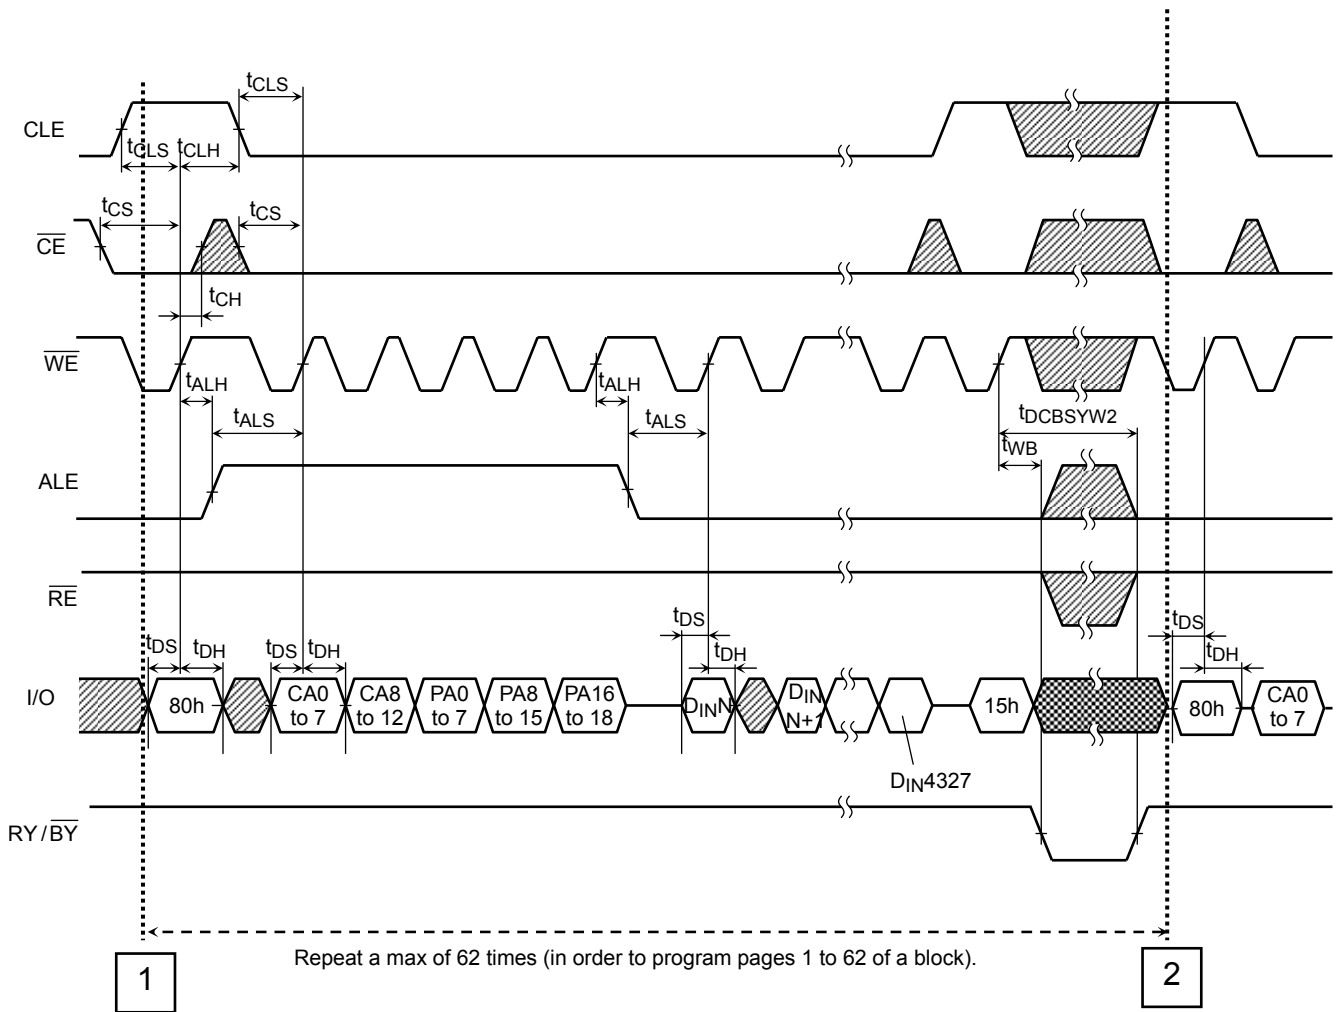 tCLS
CLE
tCLS
tCLH
tCS
tCS
CE
tCH
WE
tALH
tALH
tDCBSYW2
tALS
tALS
tWB
ALE
RE
tDS
tDH
tDS
tDH
tDS
tDH
tDS
tDH
I/O
80h
CA0 to 7
CA8 to 12
PA0 to 7
PA8 to 15
PA16 to 18
DINN
DIN N+1
15h
80h
CA0 to 7
DIN4327
RY/BY
Repeat a max of 62 times (in order to program pages 1 to 62 of a block).
1
2